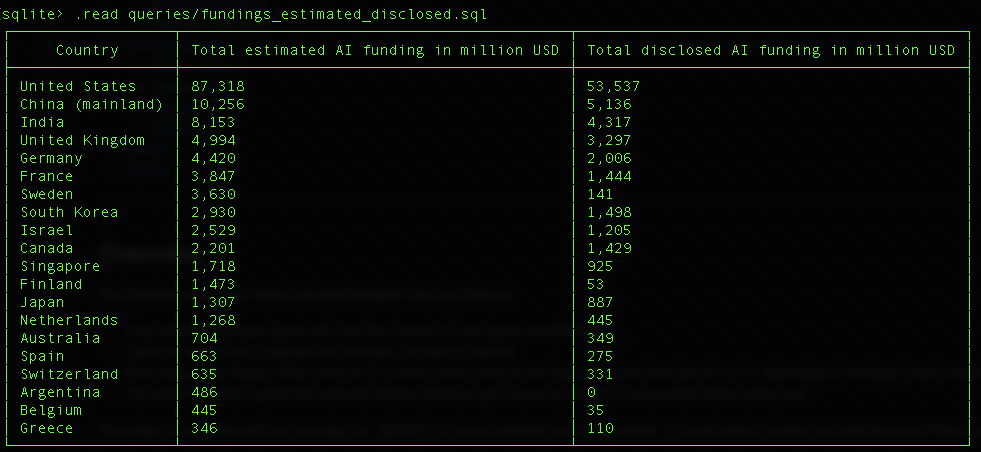 sqlite> .read queries/fundings_estimated_disclosed.sql
Country Total estimated AI funding in million USD Total disclosed AI funding in million USD
United States 87,318 53,537
China (mainland) 10,256 5,136
India 8,153 4,317
United Kingdom 4,994 3,297
Germany 4,420 2,006
France 3,847 1,444
Sweden 3,630 141
South Korea 2,930 1,498
Israel 2,529 1,205
Canada 2,201 1,429
Singapore 1,718 925
Finland 1,473 53
Japan 1,307 887
Netherlands 1,268 445
Australia 704 349
Spain 663 275
Switzerland 635 331
Argentina 486 0
Belgium 445 35
Greece 346 110